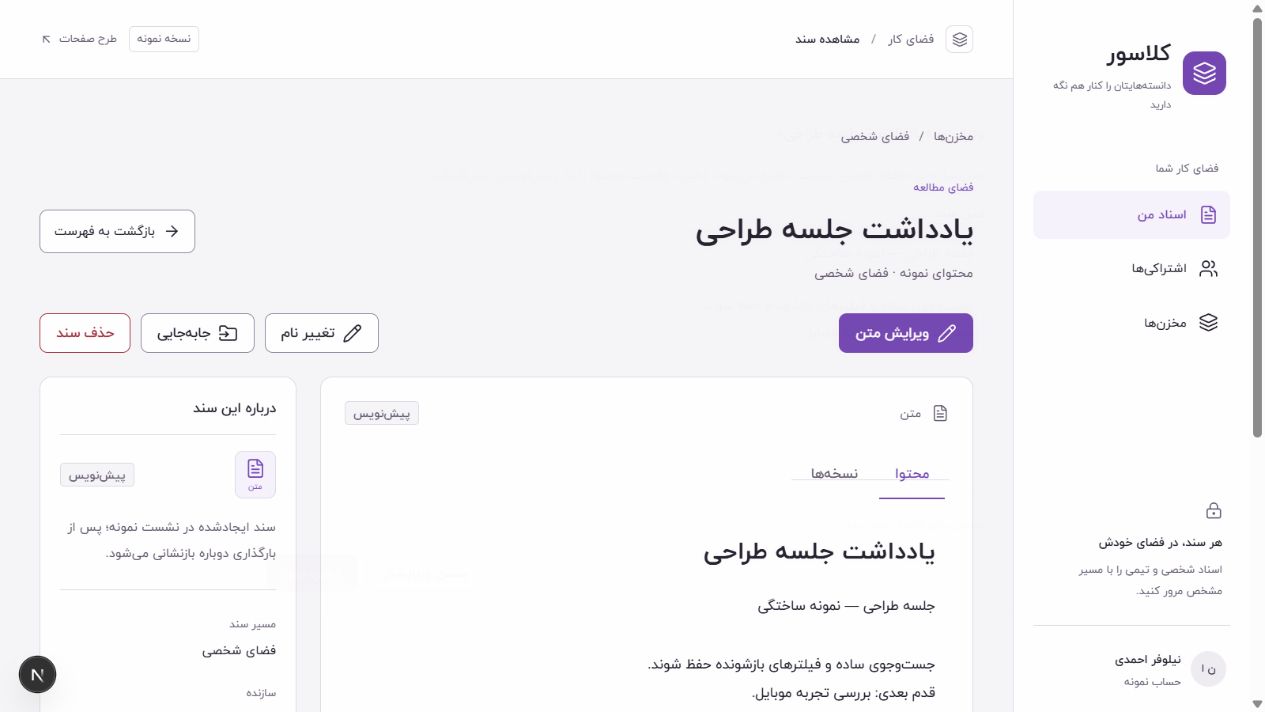 کلاسور
دانسته‌هایتان را کنار هم نگه
دارید
فضای کار شما
اسناد من
اشتراکی‌ها
مخزن‌ها
هر سند، در فضای خودش
اسناد شخصی و تیمی را با مسیر
مشخص مرور کنید.
ن ا
نیلوفر احمدی
حساب نمونه
فضای کار / مشاهده سند
نسخه نمونه
طرح صفحات
مخزن‌ها / فضای شخصی
فضای مطالعه
یادداشت جلسه طراحی
محتوای نمونه · فضای شخصی
بازگشت به فهرست
ویرایش متن
تغییر نام
جابه‌جایی
حذف سند
متن
پیش‌نویس
محتوا
نسخه‌ها
یادداشت جلسه طراحی
جلسه طراحی — نمونه ساختگی
جست‌وجوی ساده و فیلترهای بازشونده حفظ شوند.
قدم بعدی: بررسی تجربه موبایل.
درباره این سند
متن
پیش‌نویس
سند ایجادشده در نشست نمونه؛ پس از
بارگذاری دوباره بازنشانی می‌شود.
مسیر سند
فضای شخصی
سازنده
N